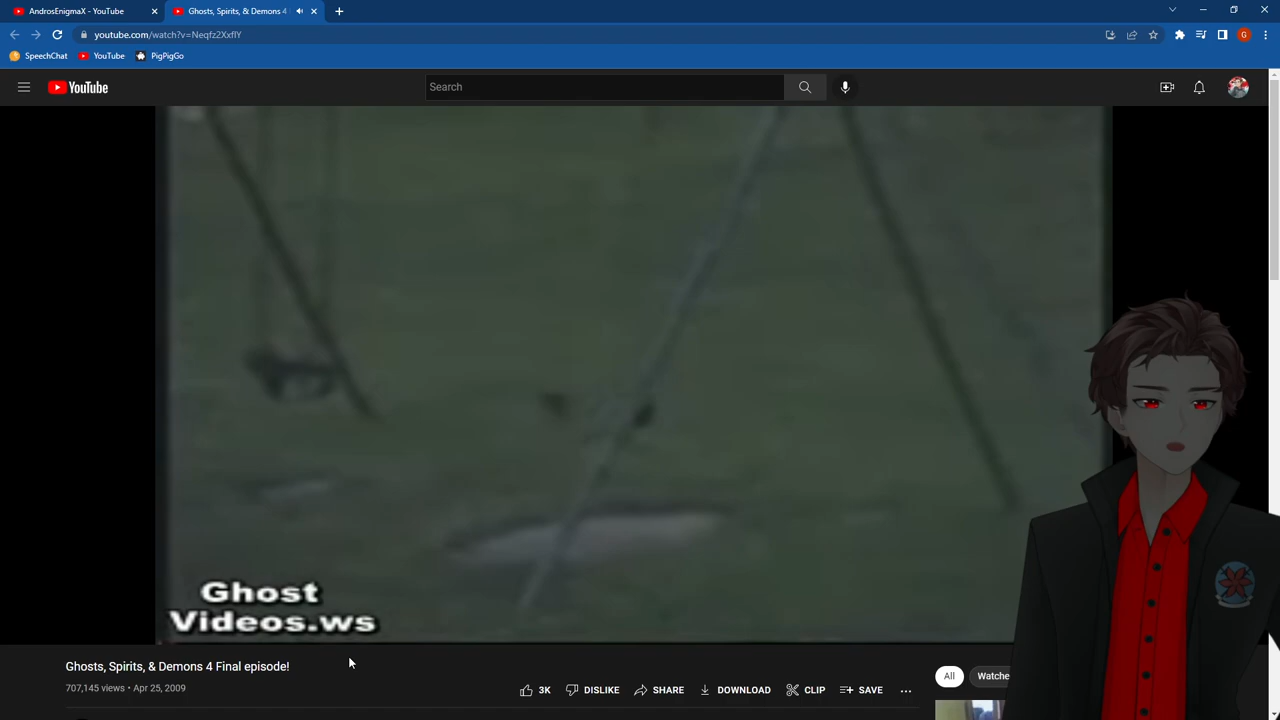 AndrosEnigmaX - YouTube
Ghosts, Spirits, & Demons 4
youtube.com/watch?v=Neqfz2XxflY
SpeechChat
YouTube
PigPigGo
G
YouTube
Search
Ghost
Videos.ws
Ghosts, Spirits, & Demons 4 Final episode!
707,145 views • Apr 25, 2009
3K
DISLIKE
SHARE
DOWNLOAD
CLIP
SAVE
All
Watche